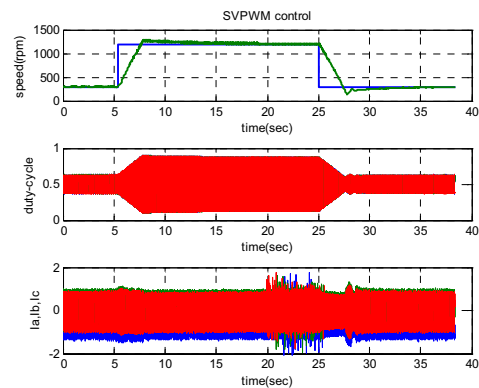 SVPWM control
speed(rpm)
1500
1000
500
0
0 5 10 15 20 25 30 35 40
time(sec)
duty-cycle
1
0.5
0
0 5 10 15 20 25 30 35 40
time(sec)
Ia,Ib,Ic
2
0
-2
0 5 10 15 20 25 30 35 40
time(sec)